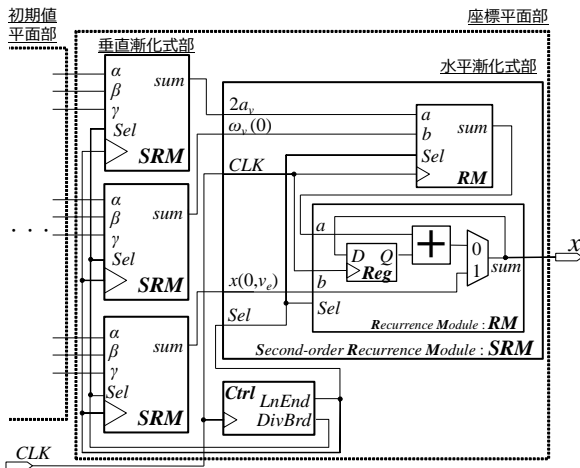 初期値
平面部
座標平面部
垂直漸化式部
水平漸化式部
α
β
γ
Sel
sum
SRM
2a_v
ω_v(0)
CLK
a
b
Sel
sum
RM
α
β
γ
Sel
sum
SRM
. . .
a
D Q
Reg
+
0
1
sum
x
b
Sel
x(0,v_e)
Sel
Recurrence Module : RM
Second-order Recurrence Module : SRM
α
β
γ
Sel
sum
SRM
Ctrl
LnEnd
DivBrd
CLK